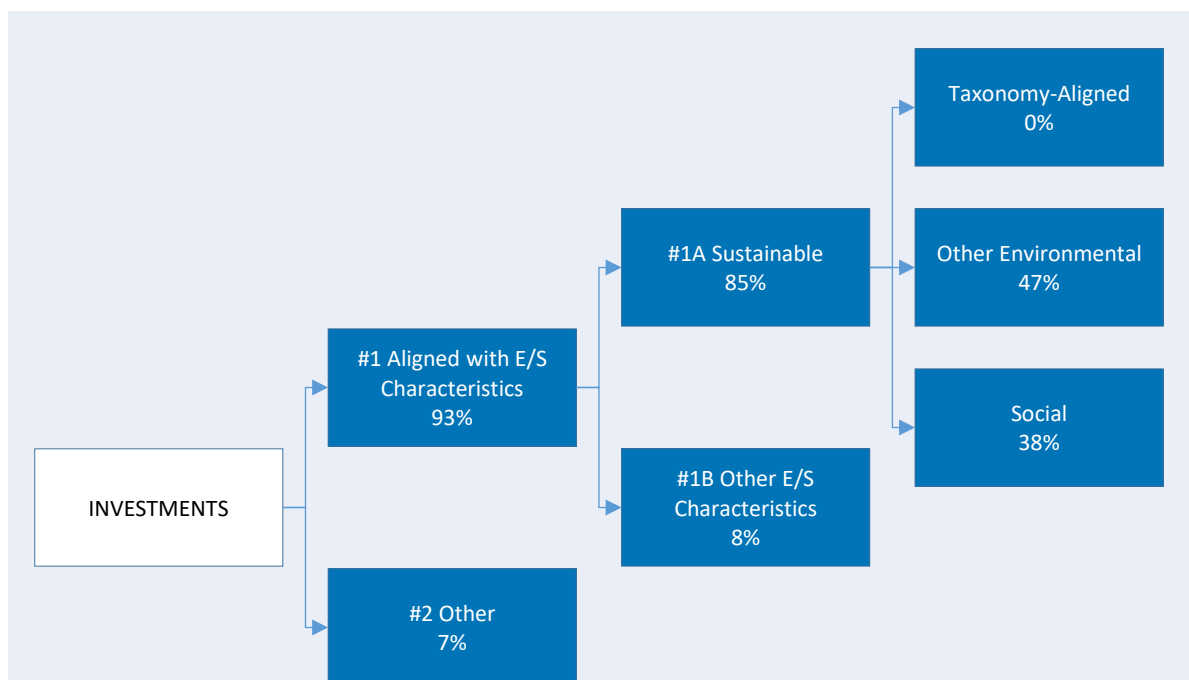 INVESTMENTS
#1 Aligned with E/S
Characteristics
93%
#2 Other
7%
#1A Sustainable
85%
#1B Other E/S
Characteristics
8%
Taxonomy-Aligned
0%
Other Environmental
47%
Social
38%